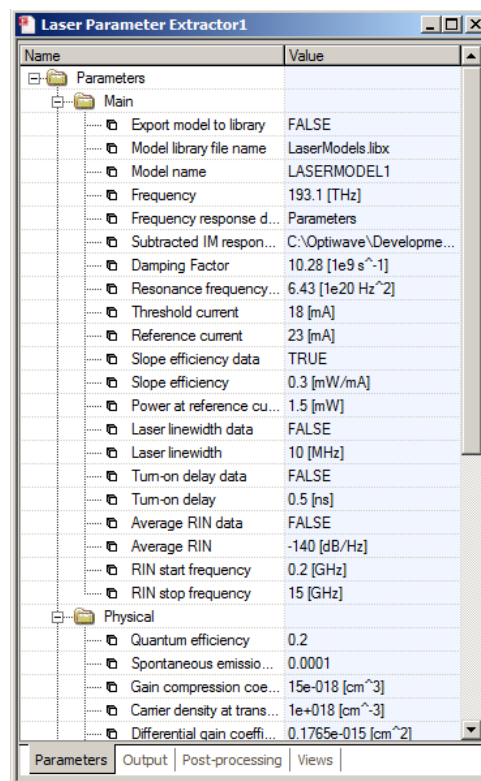 Laser Parameter Extractor1
Name Value
Parameters
Main
Export model to library FALSE
Model library file name LaserModels.libx
Model name LASERMODEL1
Frequency 193.1 [THz]
Frequency response d... Parameters
Subtracted IM respon... C:\Optiwave\Developme...
Damping Factor 10.28 [1e9 s^-1]
Resonance frequency... 6.43 [1e20 Hz^2]
Threshold current 18 [mA]
Reference current 23 [mA]
Slope efficiency data TRUE
Slope efficiency 0.3 [mW/mA]
Power at reference cu... 1.5 [mW]
Laser linewidth data FALSE
Laser linewidth 10 [MHz]
Turn-on delay data FALSE
Turn-on delay 0.5 [ns]
Average RIN data FALSE
Average RIN -140 [dB/Hz]
RIN start frequency 0.2 [GHz]
RIN stop frequency 15 [GHz]
Physical
Quantum efficiency 0.2
Spontaneous emissio... 0.0001
Gain compression coe... 15e-018 [cm^3]
Carrier density at trans... 1e+018 [cm^-3]
Differential gain coeffi... 0.1765e-015 [cm^2]
Parameters Output Post-processing Views